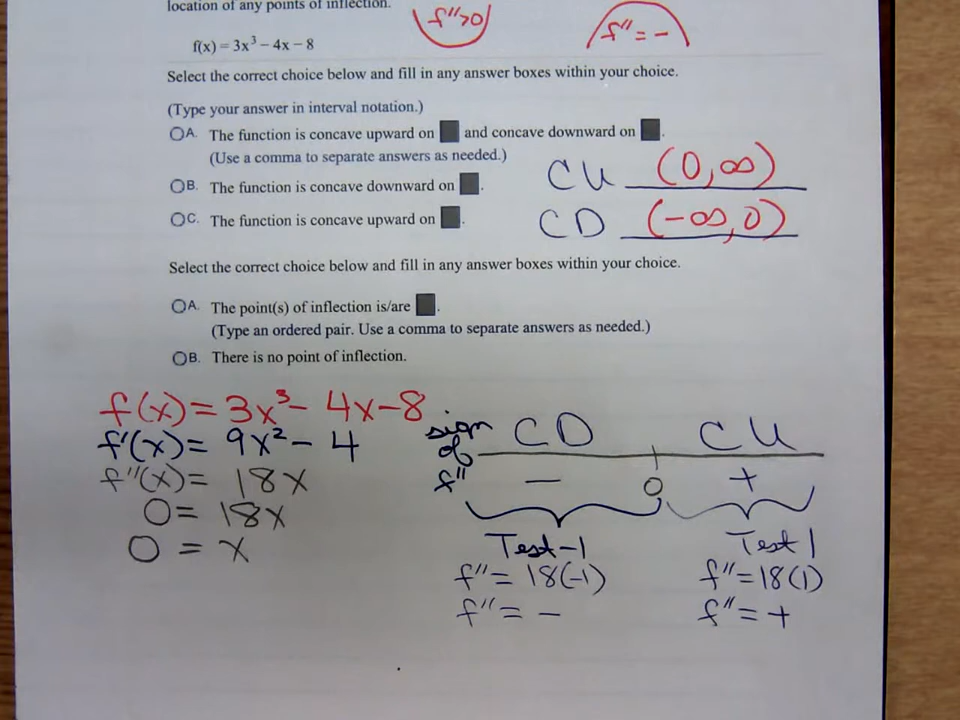 location of any points of inflection.
f''>0
f'' = -
f(x) = 3x³ − 4x − 8
Select the correct choice below and fill in any answer boxes within your choice.
(Type your answer in interval notation.)
A. The function is concave upward on and concave downward on .
(Use a comma to separate answers as needed.)
CU (0,∞)
B. The function is concave downward on .
C. The function is concave upward on .
CD (-∞,0)
Select the correct choice below and fill in any answer boxes within your choice.
A. The point(s) of inflection is/are .
(Type an ordered pair. Use a comma to separate answers as needed.)
B. There is no point of inflection.
f(x) = 3x³ - 4x - 8
f'(x) = 9x² - 4
f''(x) = 18x
0 = 18x
0 = x
sign of f''
CD CU
- 0 +
Test -1
f'' = 18(-1)
f'' = -
Test 1
f'' = 18(1)
f'' = +